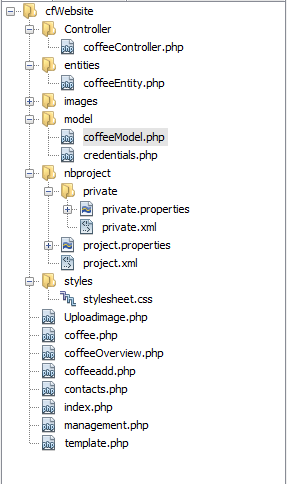 cfWebsite
Controller
coffeeController.php
entities
coffeeEntity.php
images
model
coffeeModel.php
credentials.php
nbproject
private
private.properties
private.xml
project.properties
project.xml
styles
stylesheet.css
Uploadimage.php
coffee.php
coffeeOverview.php
coffeeadd.php
contacts.php
index.php
management.php
template.php